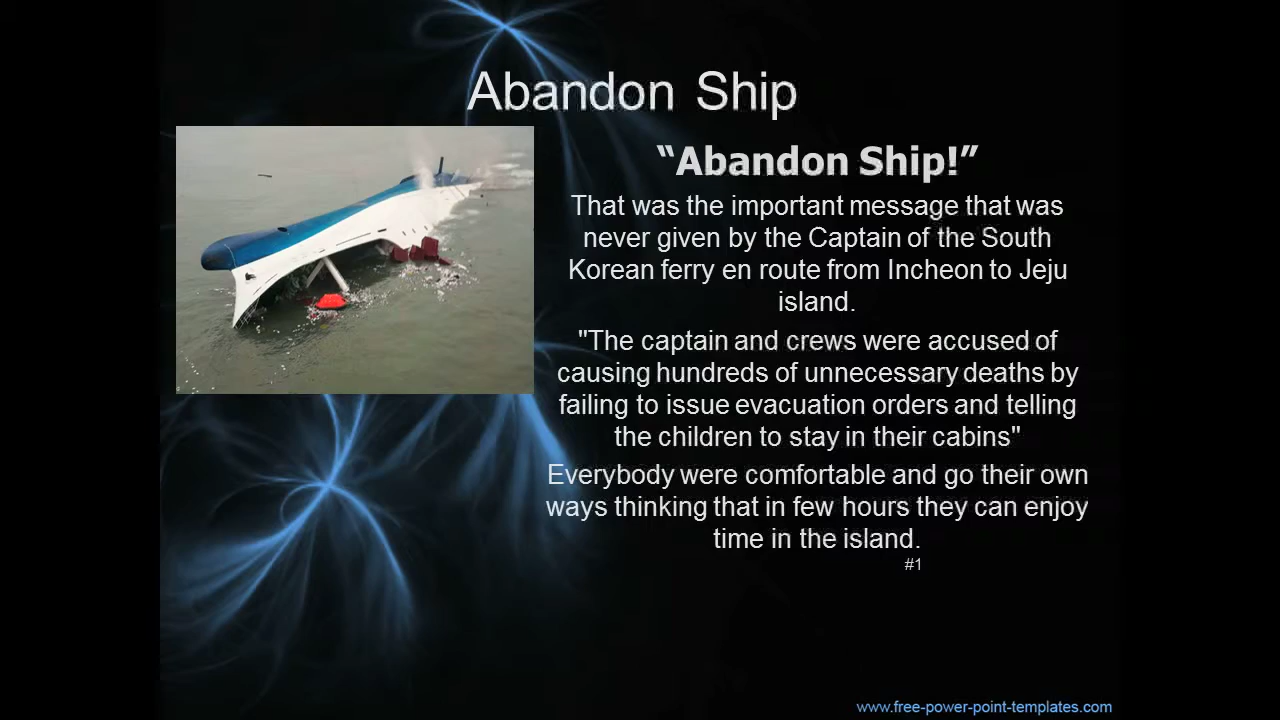 Abandon Ship
“Abandon Ship!”
That was the important message that was
never given by the Captain of the South
Korean ferry en route from Incheon to Jeju
island.
"The captain and crews were accused of
causing hundreds of unnecessary deaths by
failing to issue evacuation orders and telling
the children to stay in their cabins"
Everybody were comfortable and go their own
ways thinking that in few hours they can enjoy
time in the island.
#1
www.free-power-point-templates.com